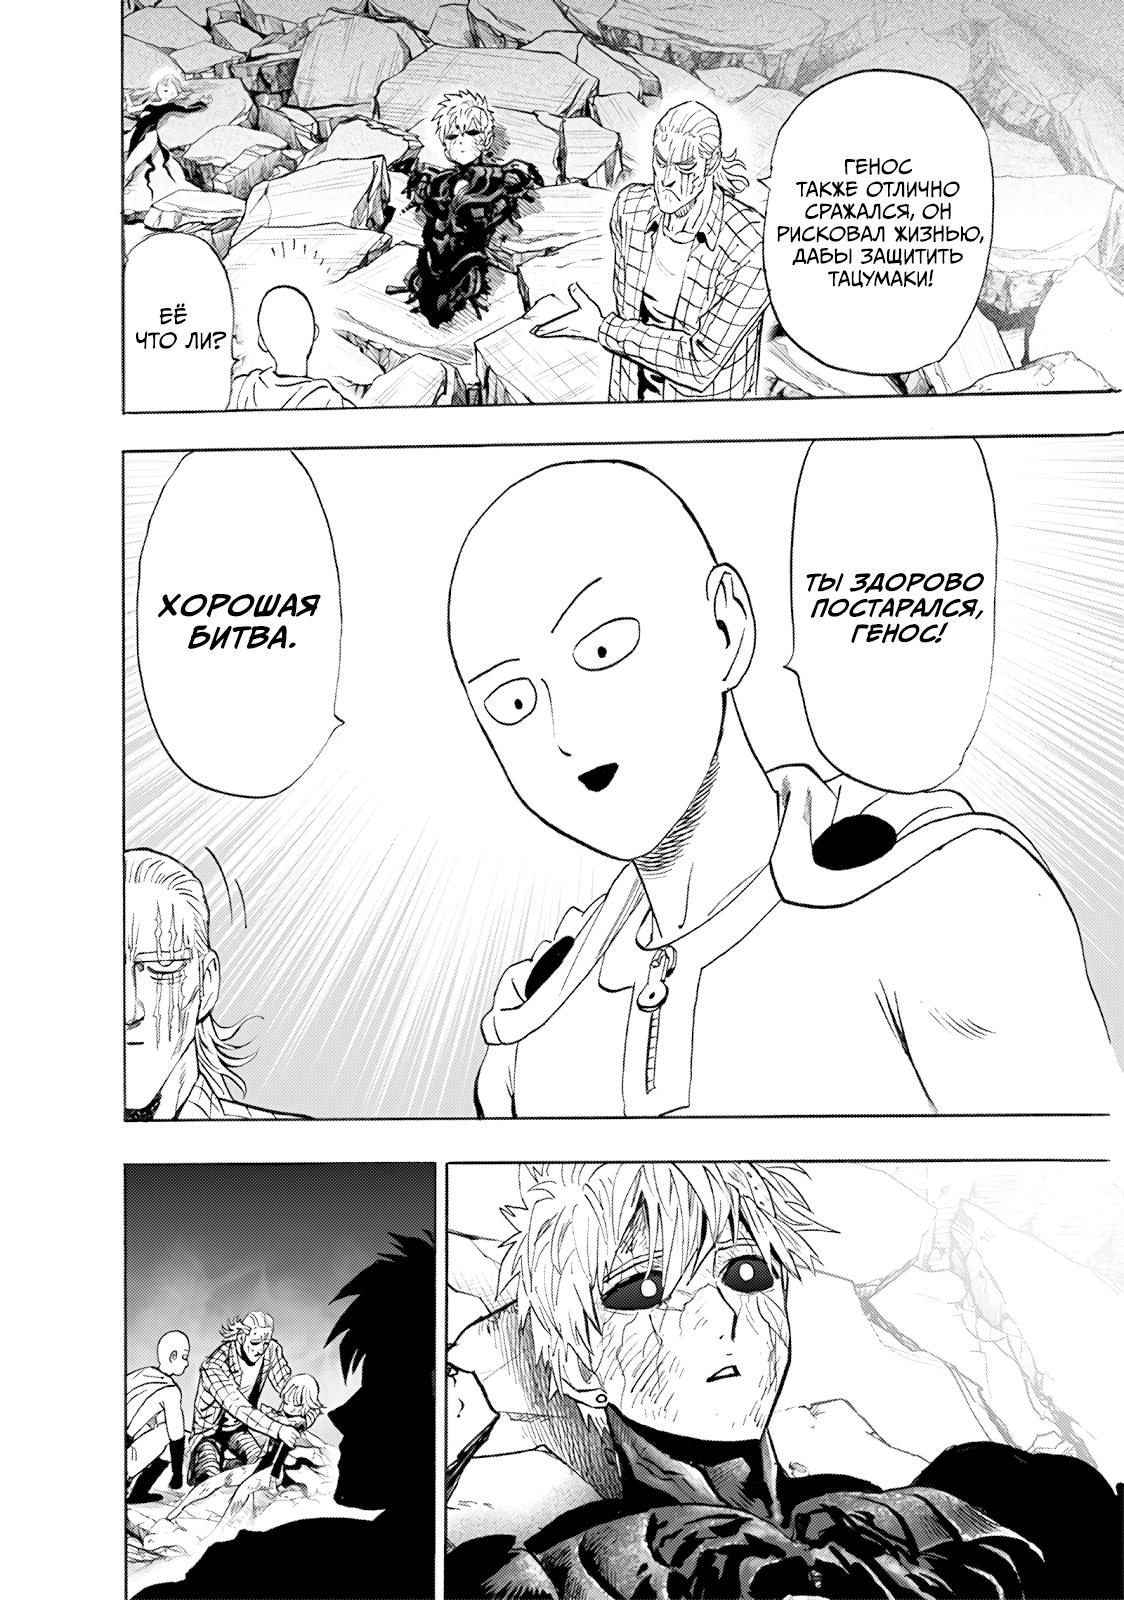 ГЕНОС
ТАКЖЕ ОТЛИЧНО
СРАЖАЛСЯ, ОН
РИСКОВАЛ ЖИЗНЬЮ,
ДАБЫ ЗАЩИТИТЬ
ТАЦУМАКИ!
ЕЁ
ЧТО ЛИ?
ТЫ ЗДОРОВО
ПОСТАРАЛСЯ,
ГЕНОС!
ХОРОШАЯ
БИТВА.